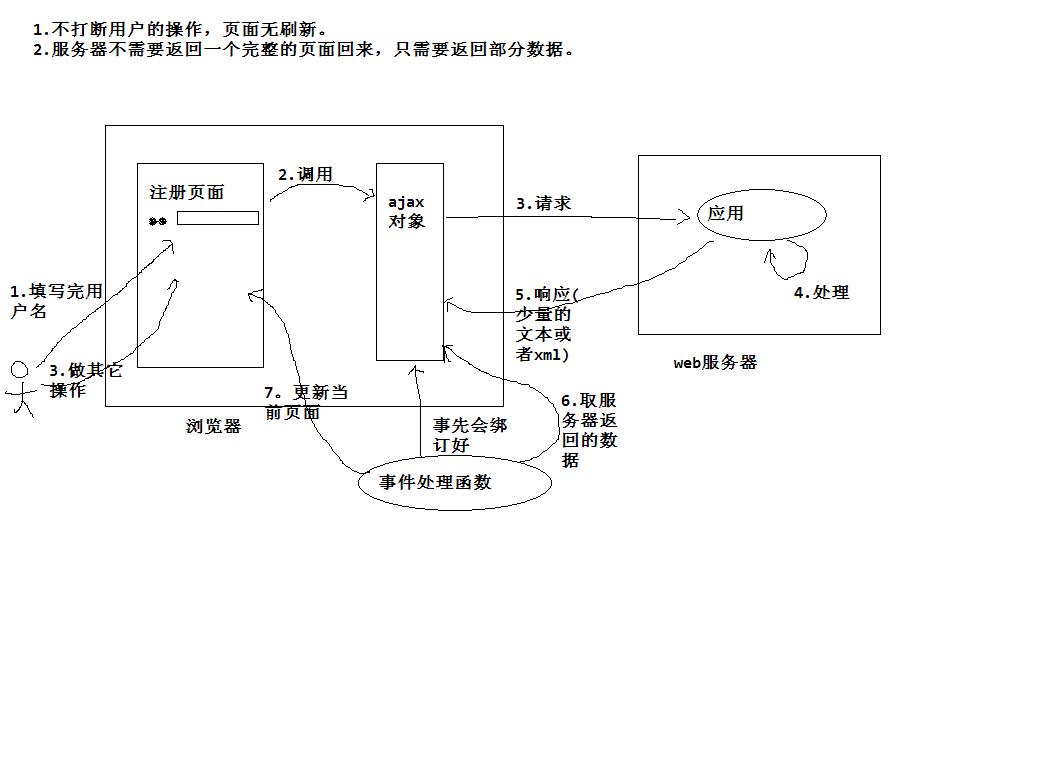 1.不打断用户的操作，页面无刷新。
2.服务器不需要返回一个完整的页面回来，只需要返回部分数据。
注册页面
2.调用
ajax
对象
3.请求
应用
4.处理
1.填写完用
户名
5.响应(
少量的
文本或
者xml)
web服务器
3.做其它
操作
7。更新当
前页面
浏览器
事先会绑
订好
6.取服
务器返
回的数
据
事件处理函数